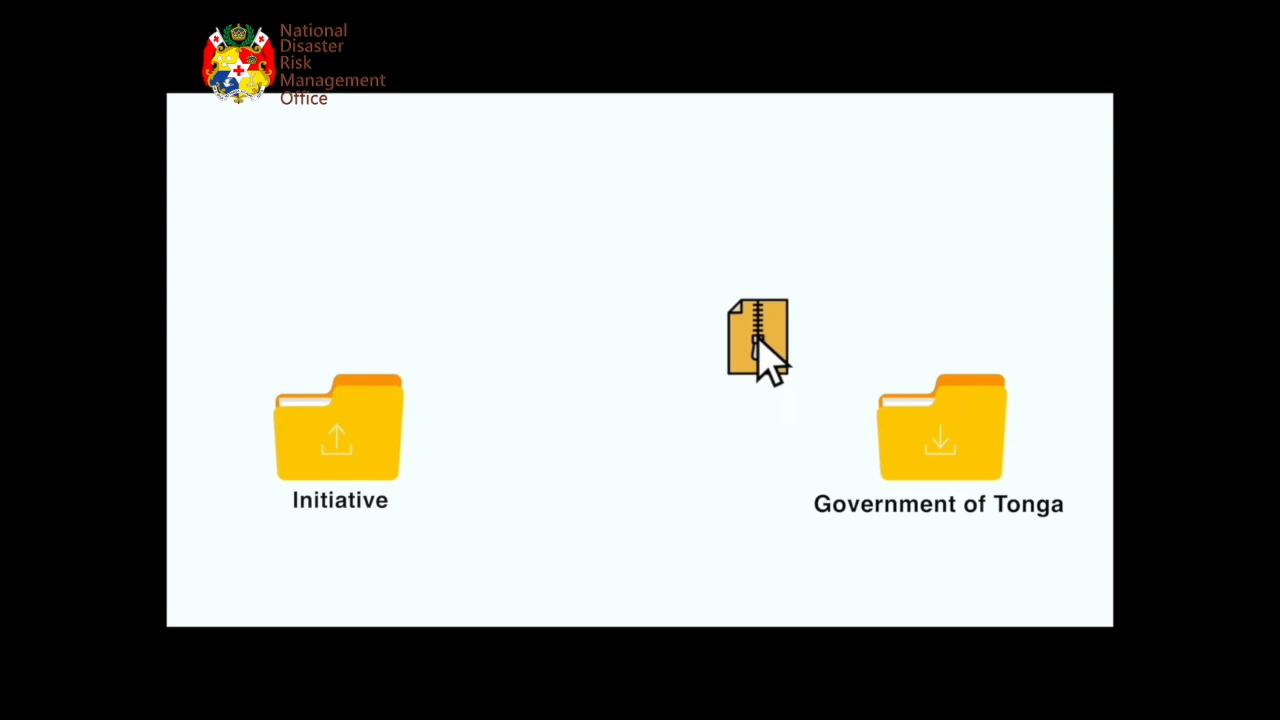 National
Disaster
Risk
Management
Office
Initiative
Government of Tonga